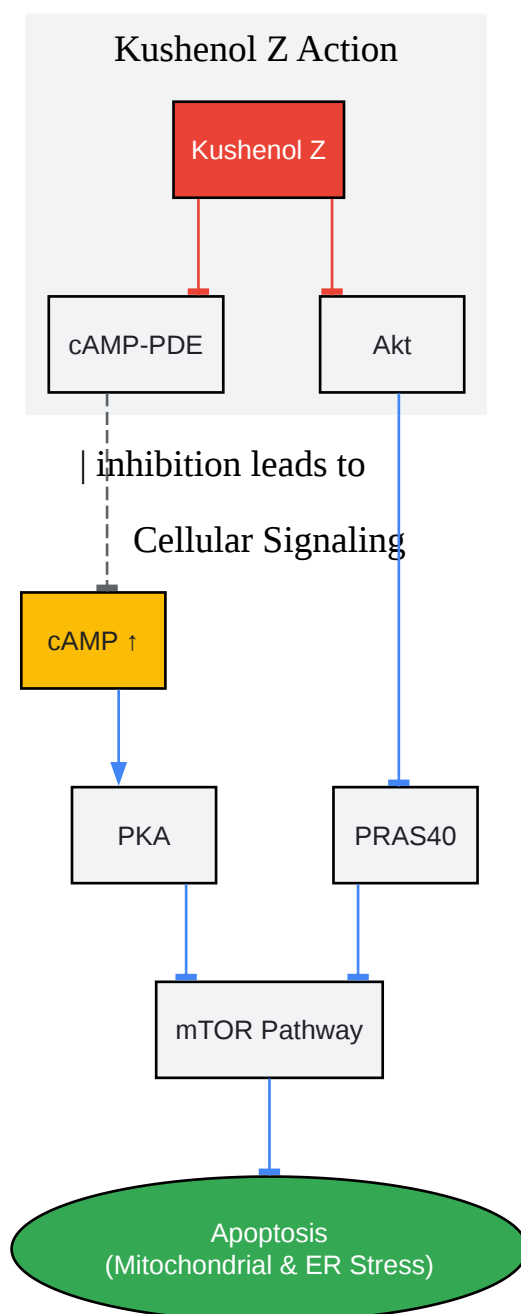 Kushenol Z Action
Kushenol Z
cAMP-PDE
Akt
| inhibition leads to
Cellular Signaling
cAMP ↑
PKA
PRAS40
mTOR Pathway
Apoptosis
(Mitochondrial & ER Stress)